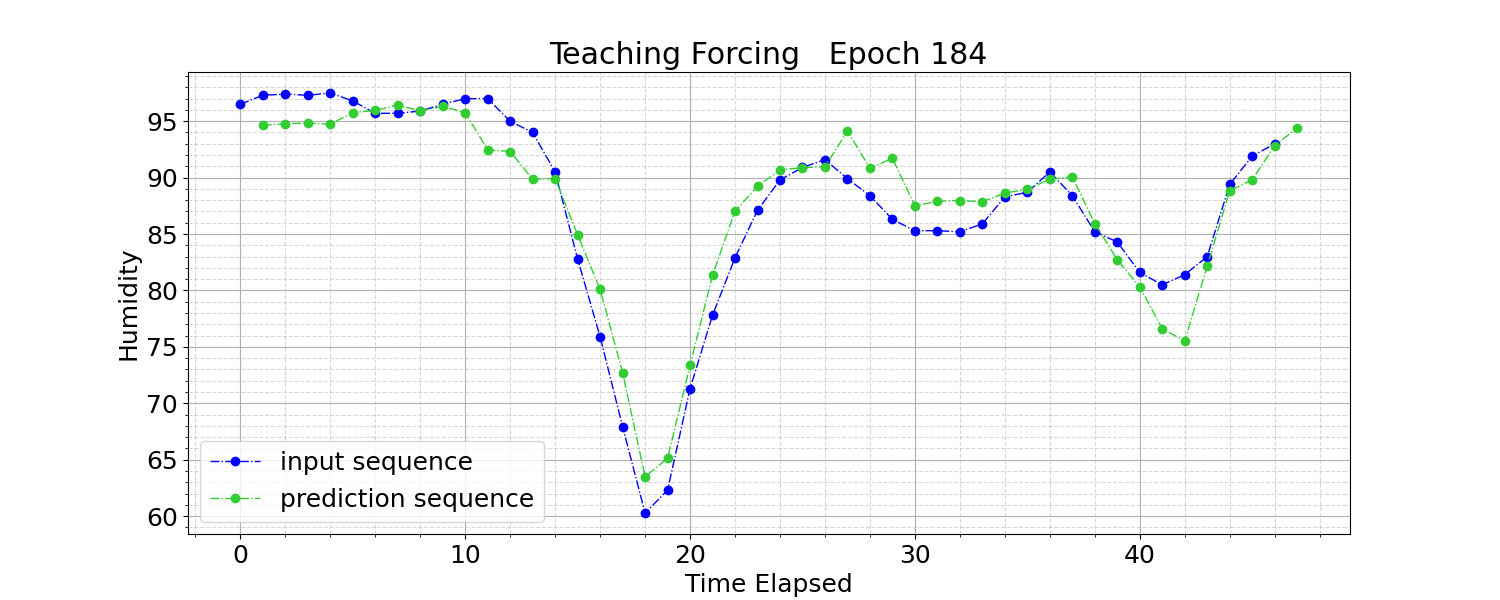 Teaching Forcing   Epoch 184
Humidity
95
90
85
80
75
70
65
60
input sequence
prediction sequence
0 10 20 30 40
Time Elapsed